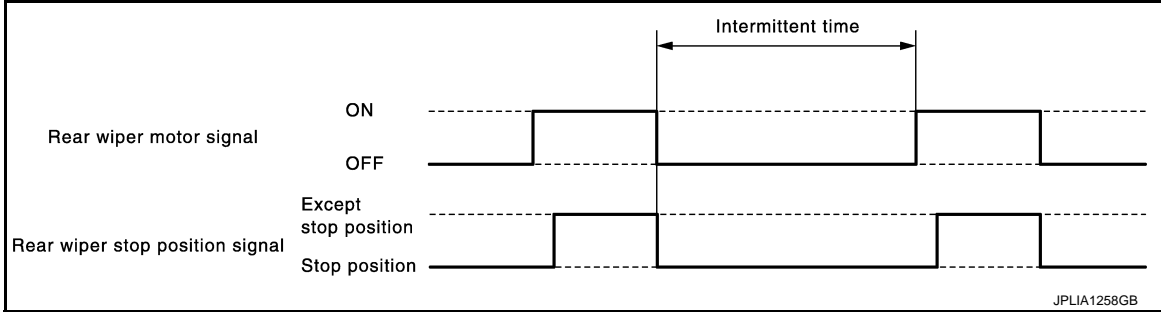 Intermittent time
ON
Rear wiper motor signal
OFF
Except
stop position
Rear wiper stop position signal
Stop position
JPLIA1258GB